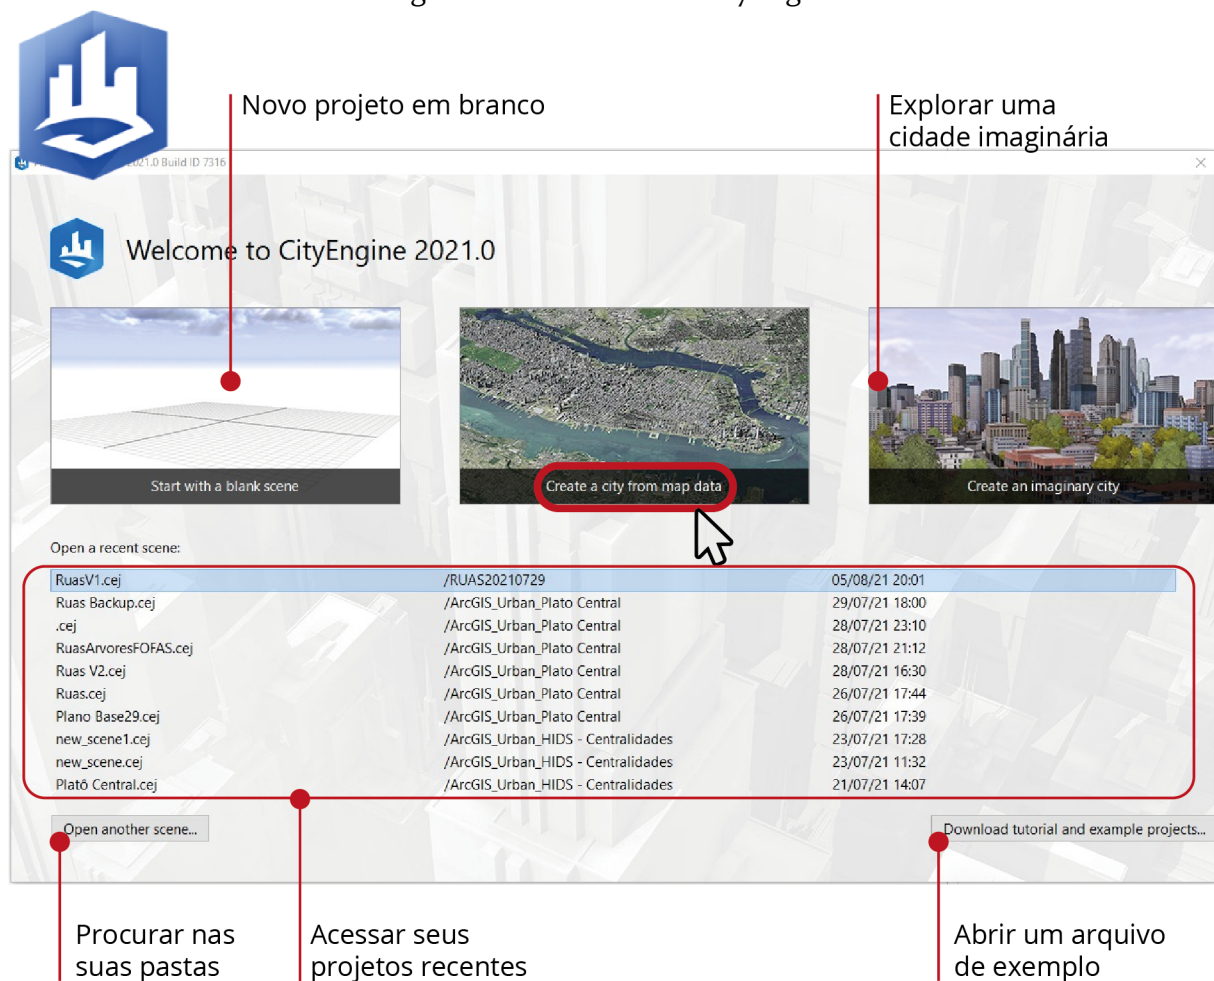 Novo projeto em branco
Explorar uma
cidade imaginária
2021.0 Build ID 7316
Welcome to CityEngine 2021.0
Start with a blank scene
Create a city from map data
Create an imaginary city
Open a recent scene:
RuasV1.cej /RUAS20210729 05/08/21 20:01
Ruas Backup.cej /ArcGIS_Urban_Plato Central 29/07/21 18:00
.cej /ArcGIS_Urban_Plato Central 28/07/21 23:10
RuasArvoresFOFAS.cej /ArcGIS_Urban_Plato Central 28/07/21 21:12
Ruas V2.cej /ArcGIS_Urban_Plato Central 28/07/21 16:30
Ruas.cej /ArcGIS_Urban_Plato Central 26/07/21 17:44
Plano Base29.cej /ArcGIS_Urban_Plato Central 26/07/21 17:39
new_scene1.cej /ArcGIS_Urban_HIDS - Centralidades 23/07/21 17:28
new_scene.cej /ArcGIS_Urban_HIDS - Centralidades 23/07/21 11:32
Platô Central.cej /ArcGIS_Urban_HIDS - Centralidades 21/07/21 14:07
Open another scene...
Download tutorial and example projects...
Procurar nas
suas pastas
Acessar seus
projetos recentes
Abrir um arquivo
de exemplo